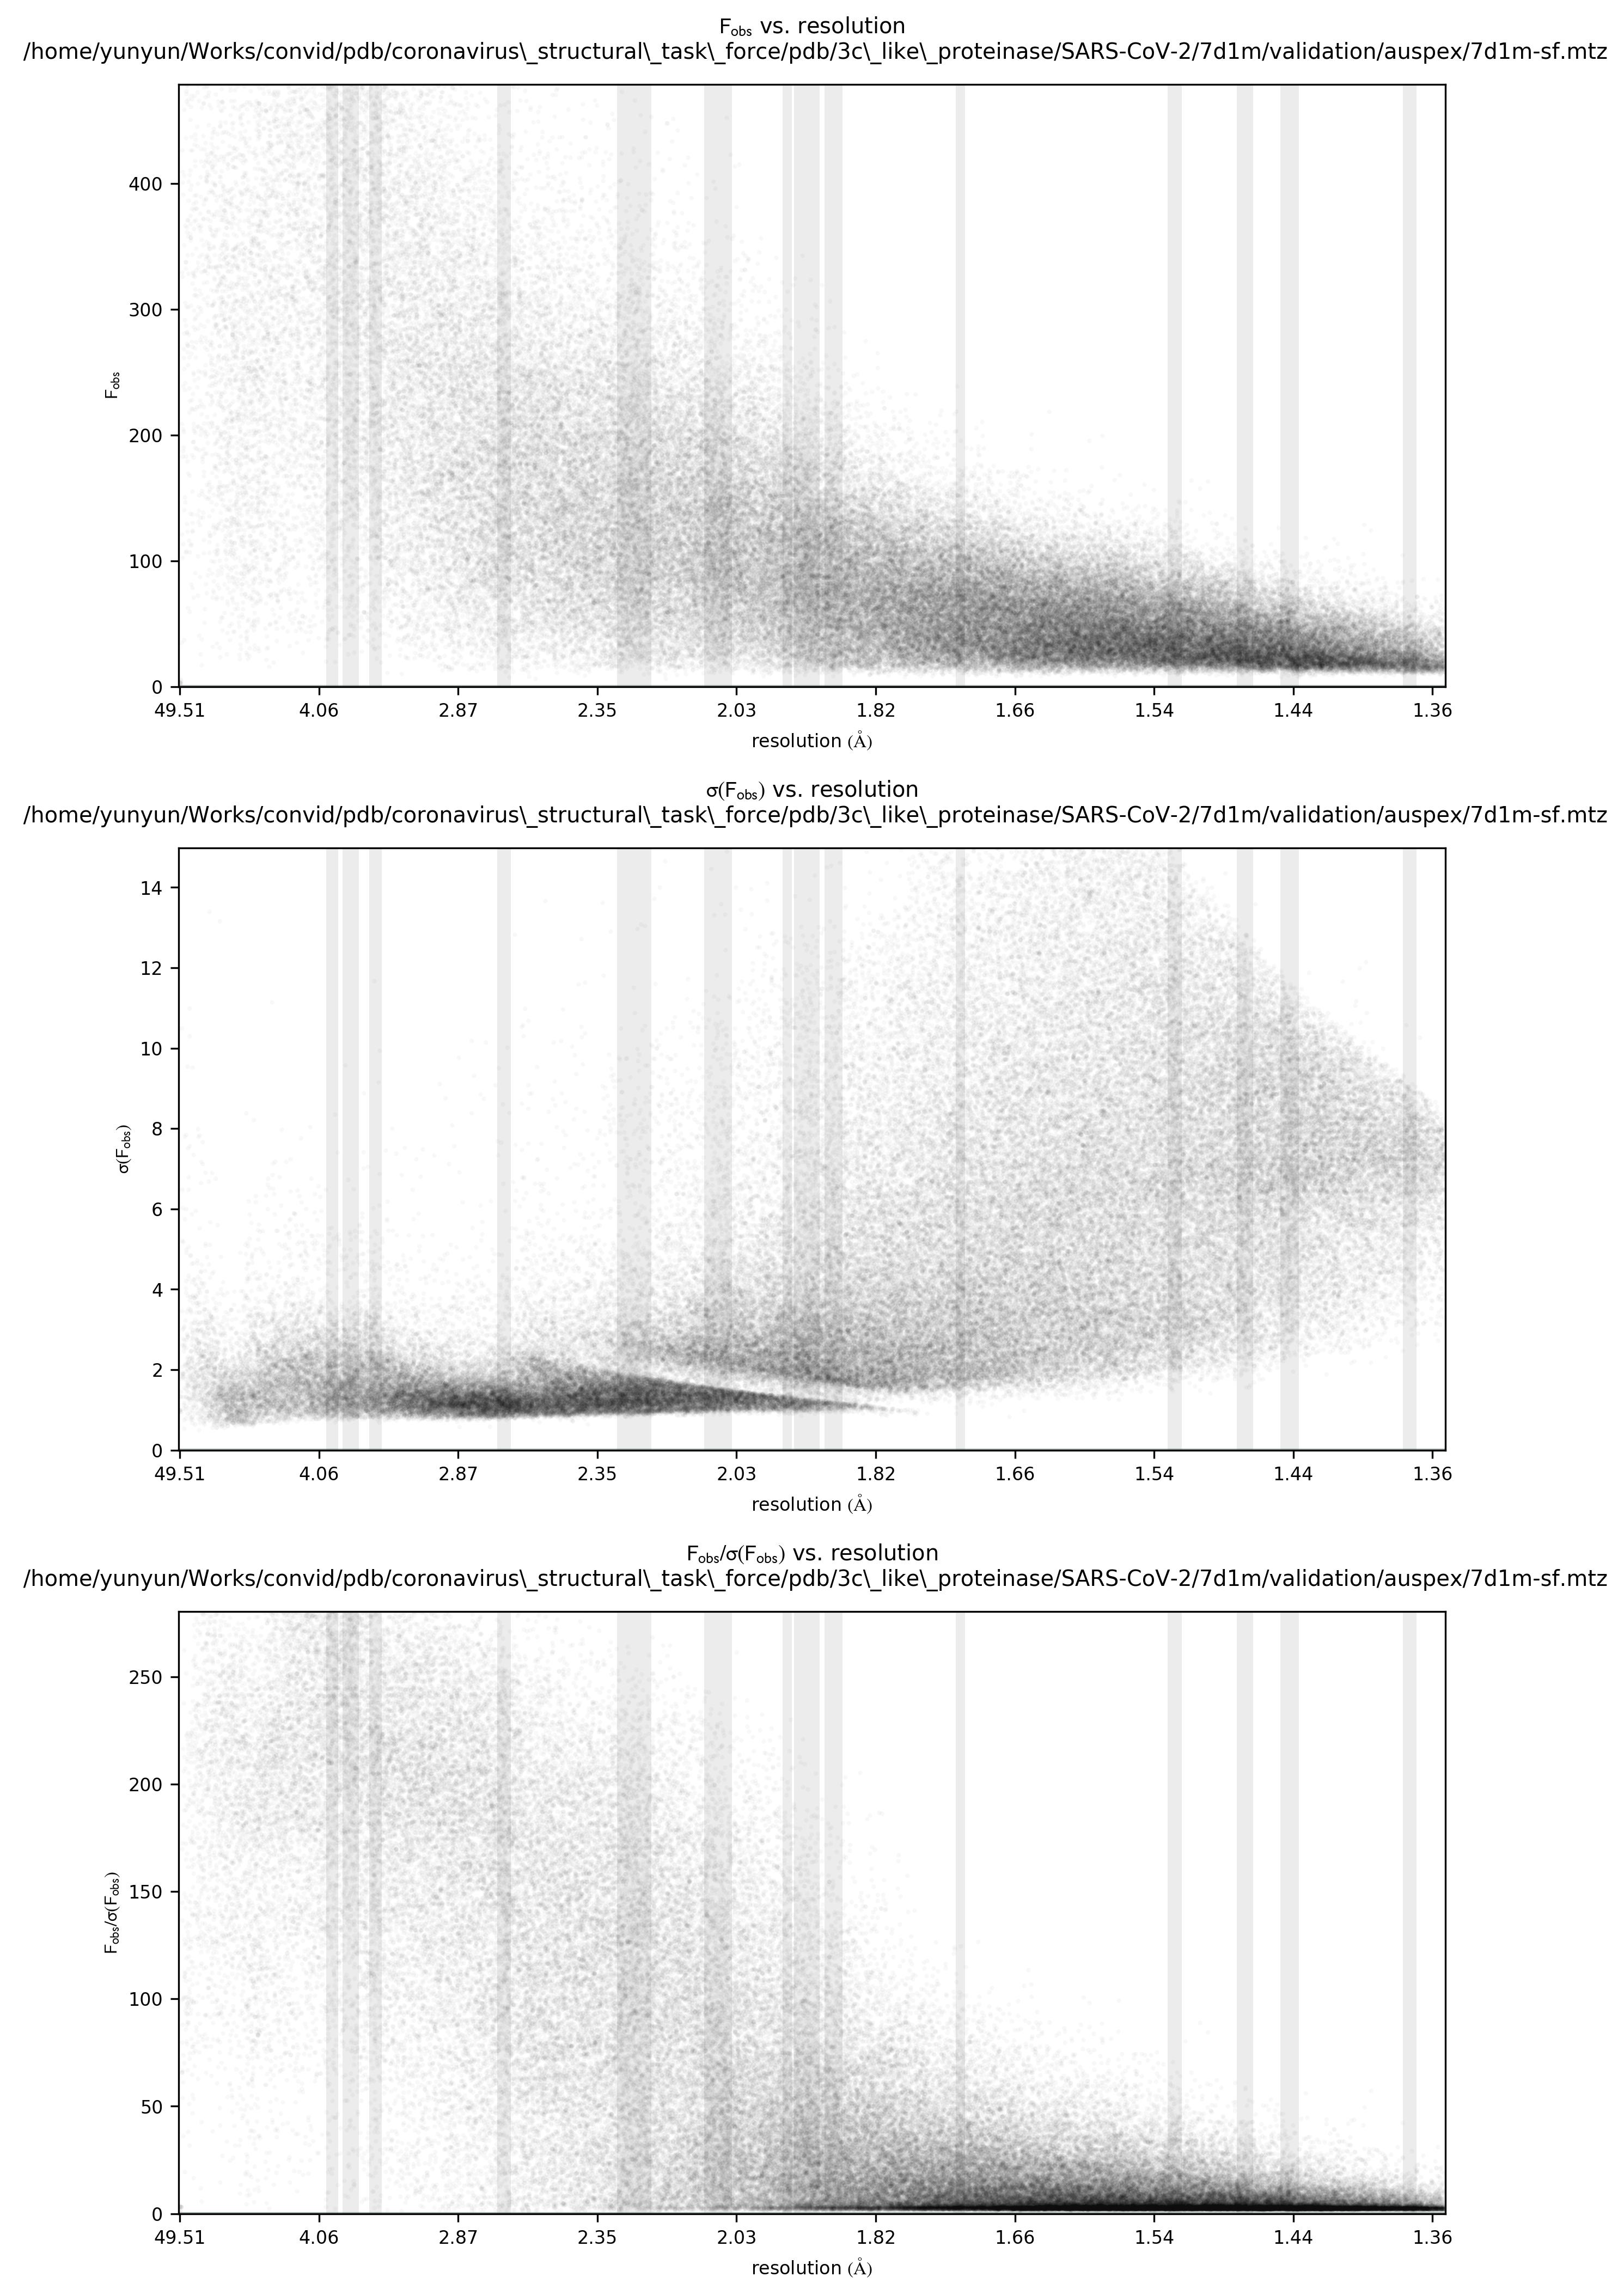 Fobs vs. resolution
/home/yunyun/Works/convid/pdb/coronavirus\_structural\_task\_force/pdb/3c\_like\_proteinase/SARS-CoV-2/7d1m/validation/auspex/7d1m-sf.mtz
400
300
Fobs
200
100
0
49.51 4.06 2.87 2.35 2.03 1.82 1.66 1.54 1.44 1.36
resolution (Å)
σ(Fobs) vs. resolution
/home/yunyun/Works/convid/pdb/coronavirus\_structural\_task\_force/pdb/3c\_like\_proteinase/SARS-CoV-2/7d1m/validation/auspex/7d1m-sf.mtz
14
12
10
8
σ(Fobs)
6
4
2
0
49.51 4.06 2.87 2.35 2.03 1.82 1.66 1.54 1.44 1.36
resolution (Å)
Fobs/σ(Fobs) vs. resolution
/home/yunyun/Works/convid/pdb/coronavirus\_structural\_task\_force/pdb/3c\_like\_proteinase/SARS-CoV-2/7d1m/validation/auspex/7d1m-sf.mtz
250
200
150
Fobs/σ(Fobs)
100
50
0
49.51 4.06 2.87 2.35 2.03 1.82 1.66 1.54 1.44 1.36
resolution (Å)